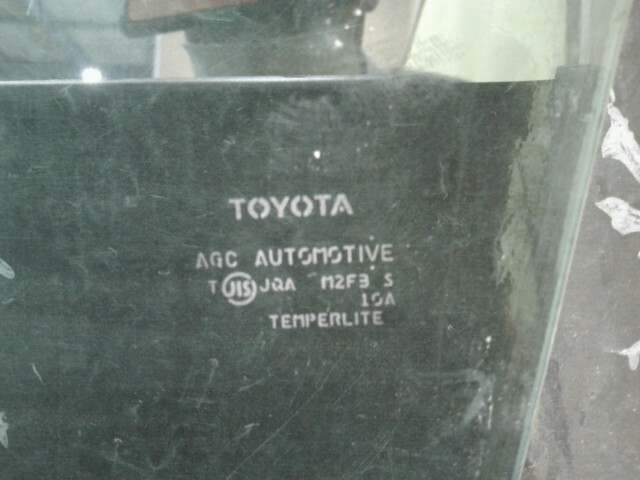 TOYOTA
AGC AUTOMOTIVE
T JIS JQA M2F3 S
10A
TEMPERLITE